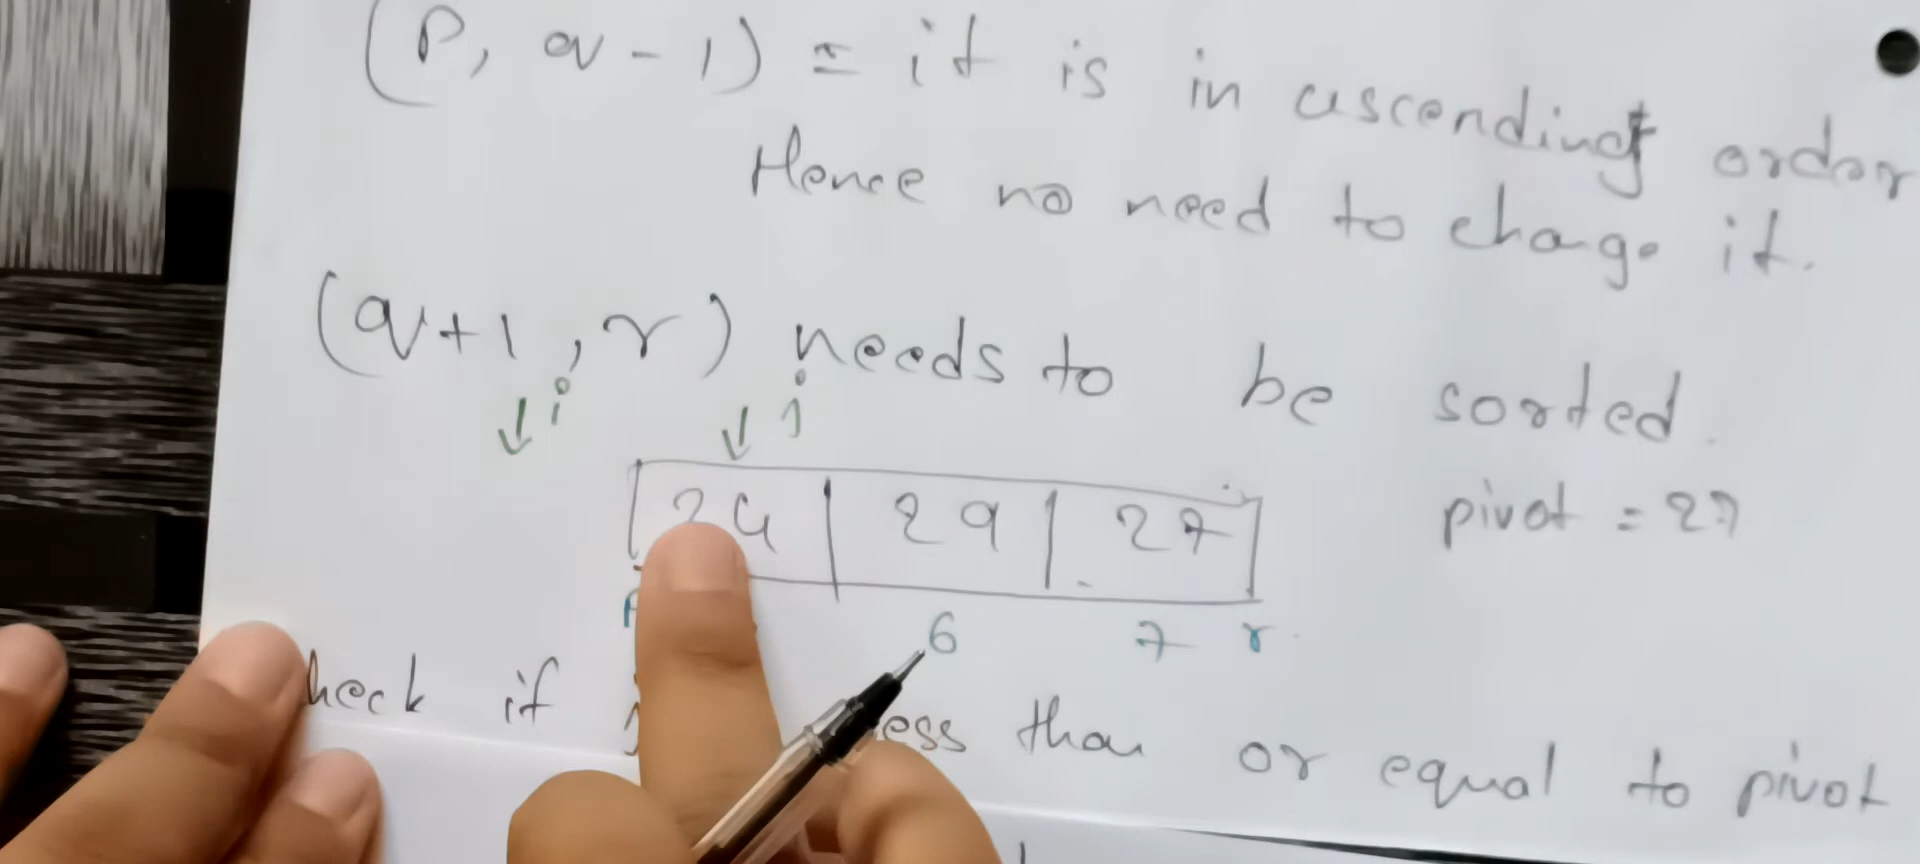 (P, q - 1) = it is in ascending order
Hence no need to change it.
(q+1, r) needs to be sorted.
↓ i ↓ j
24 | 29 | 27 pivot = 27
6 7 r
heck if ess than or equal to pivot